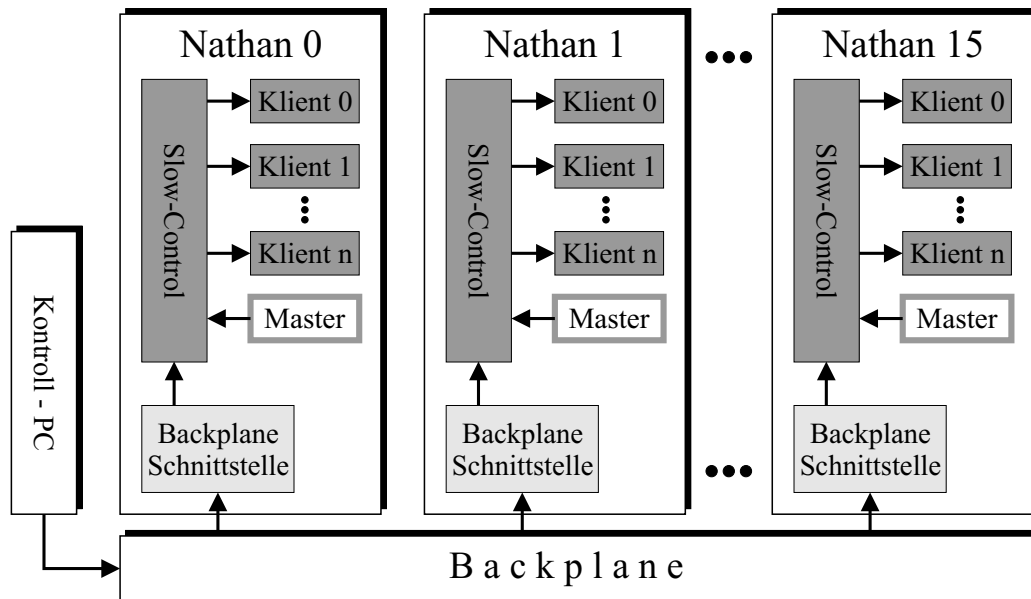 Nathan 0
Slow-Control
Klient 0
Klient 1
Klient n
Master
Backplane
Schnittstelle
Nathan 1
Slow-Control
Klient 0
Klient 1
Klient n
Master
Backplane
Schnittstelle
Nathan 15
Slow-Control
Klient 0
Klient 1
Klient n
Master
Backplane
Schnittstelle
Kontroll - PC
Backplane